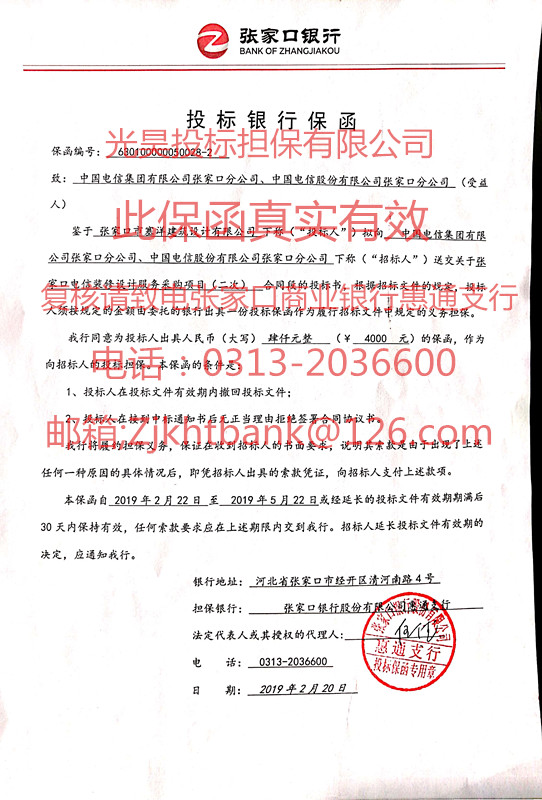 张家口银行
BANK OF ZHANGJIAKOU
投标银行保函
光昊投标担保有限公司
保函编号: 630100000050028-2
致: 中国电信集团有限公司张家口分公司、中国电信股份有限公司张家口分公司 (受益
人)
此保函真实有效
鉴于 张家口市寰洋建筑设计有限公司 下称("投标人")拟向 中国电信集团有限
公司张家口分公司、中国电信股份有限公司张家口分公司 下称("招标人")送交关于张
家口电信装修设计服务采购项目(二次) 合同段的投标书,根据招标文件的规定,投标
复核请致电张家口商业银行惠通支行
人须按规定的金额由委托的银行出具一份投标保函作为履行招标文件中规定的义务担保。
我行同意为投标人出具人民币(大写) 肆仟元整 (¥ 4000 元)的保函,作为
向招标人的投标担保。本保函的条件是:
电话:0313-2036600
1、投标人在投标文件有效期内撤回投标文件;
2、投标人在接到中标通知书后无正当理由拒绝签署合同协议书。
邮箱:zjkhtbank@126.com
我行将履约担保义务,保证在收到招标人的书面要求,说明其索款是由于出现了上述
任何一种原因的具体情况后,即凭招标人出具的索款凭证,向招标人支付上述款项。
本保函自 2019年2月22日 至 2019年5月22日或经延长的投标文件有效期期满后
30天内保持有效,任何索款要求应在上述期限内交到我行。招标人延长投标文件有效期的
决定,应通知我行。
银行地址: 河北省张家口市经开区清河南路4号
担保银行: 张家口银行股份有限公司惠通支行
法定代表人或其授权的代理人:
电 话: 0313-2036600
日 期: 2019年2月20日
张家口银行股份有限公司
惠通支行
投标保函专用章